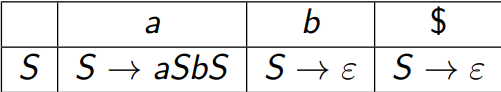 a b $
S S → aSbS S → ε S → ε